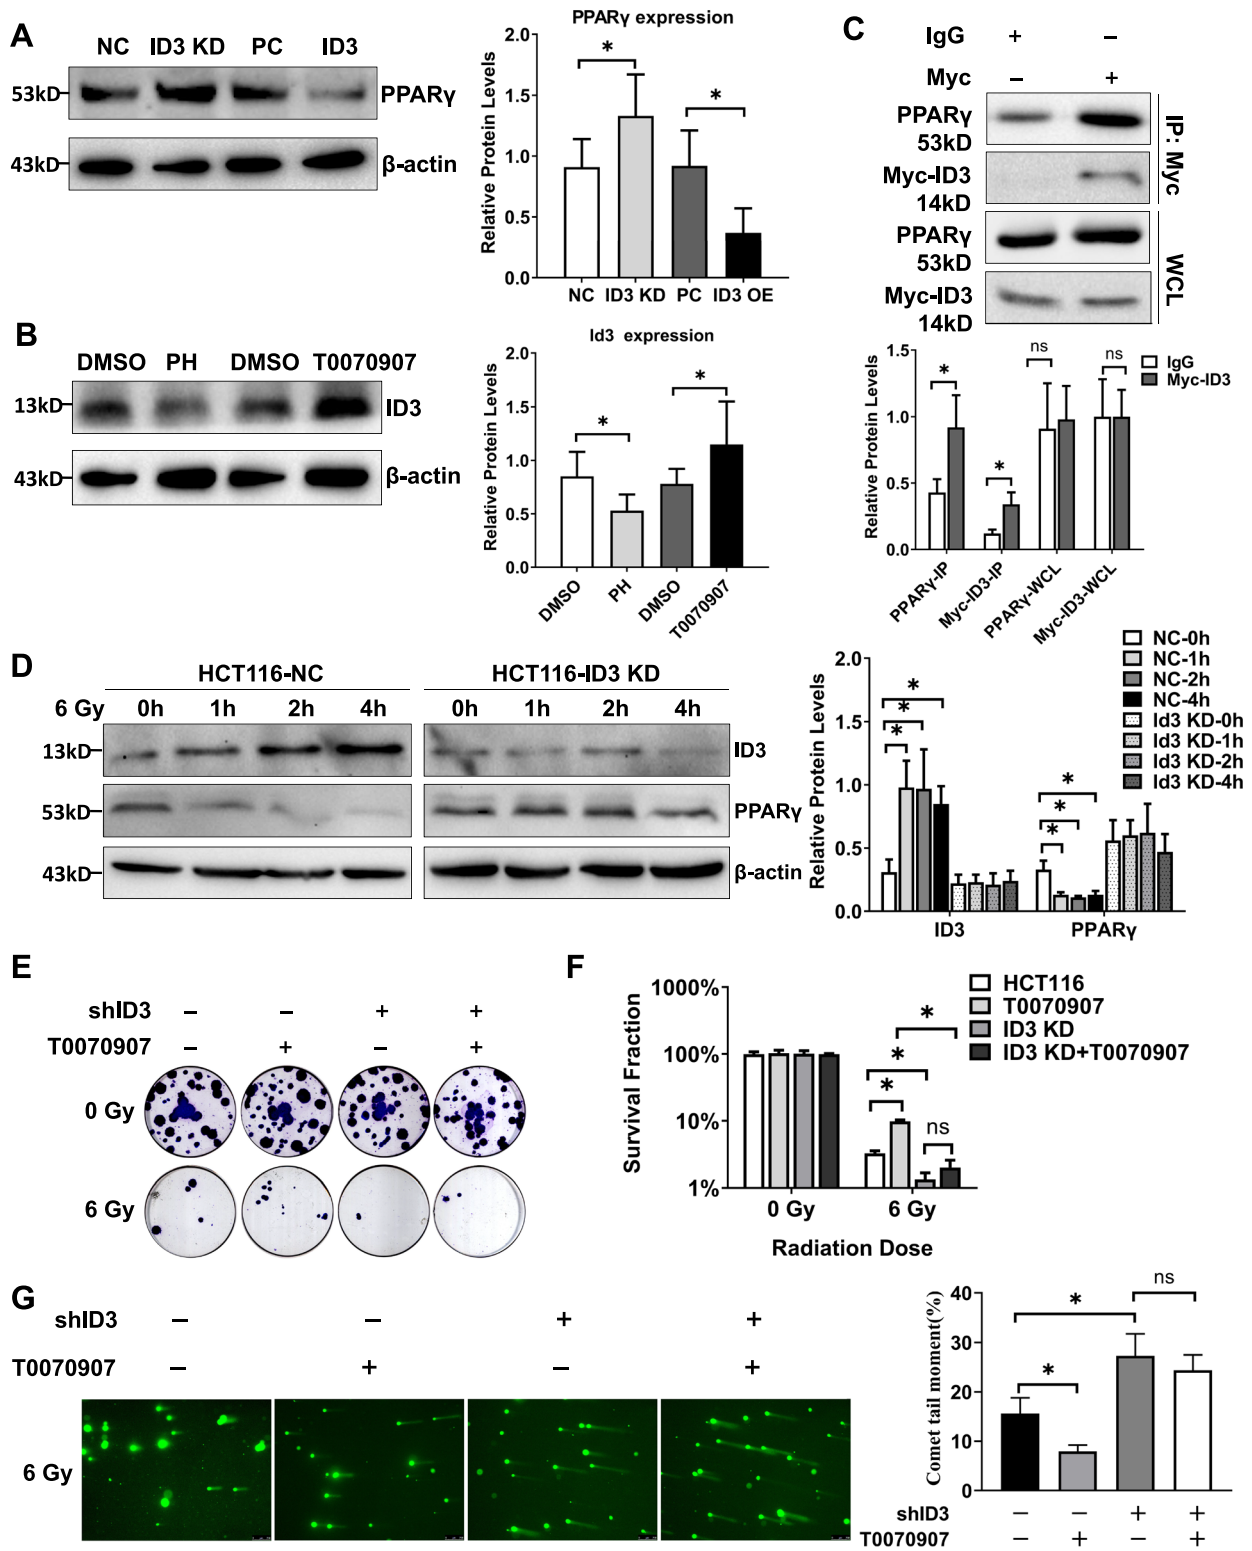 A
NC ID3 KD PC ID3
53kD
PPARγ
43kD
β-actin
PPARγ expression
Relative Protein Levels
2.0
1.5
1.0
0.5
0.0
*
*
NC ID3 KD PC ID3 OE
B
DMSO PH DMSO T0070907
13kD
ID3
43kD
β-actin
Id3 expression
Relative Protein Levels
2.0
1.5
1.0
0.5
0.0
*
*
DMSO
PH
DMSO
T0070907
C
IgG + −
Myc − +
PPARγ
53kD
Myc-ID3
14kD
IP: Myc
PPARγ
53kD
Myc-ID3
14kD
WCL
Relative Protein Levels
1.5
1.0
0.5
0.0
*
*
ns
ns
IgG
Myc-ID3
PPARγ-IP
Myc-ID3-IP
PPARγ-WCL
Myc-ID3-WCL
D
HCT116-NC HCT116-ID3 KD
6 Gy 0h 1h 2h 4h 0h 1h 2h 4h
13kD
ID3
53kD
PPARγ
43kD
β-actin
Relative Protein Levels
2.0
1.5
1.0
0.5
0.0
*
*
*
*
*
*
ID3 PPARγ
NC-0h
NC-1h
NC-2h
NC-4h
Id3 KD-0h
Id3 KD-1h
Id3 KD-2h
Id3 KD-4h
E
shID3 − − + +
T0070907 − + − +
0 Gy
6 Gy
F
Survival Fraction
1000%
100%
10%
1%
*
*
*
ns
0 Gy 6 Gy
Radiation Dose
HCT116
T0070907
ID3 KD
ID3 KD+T0070907
G
shID3 − − + +
T0070907 − + − +
6 Gy
Comet tail moment(%)
40
30
20
10
0
*
*
ns
shID3 − − + +
T0070907 − + − +